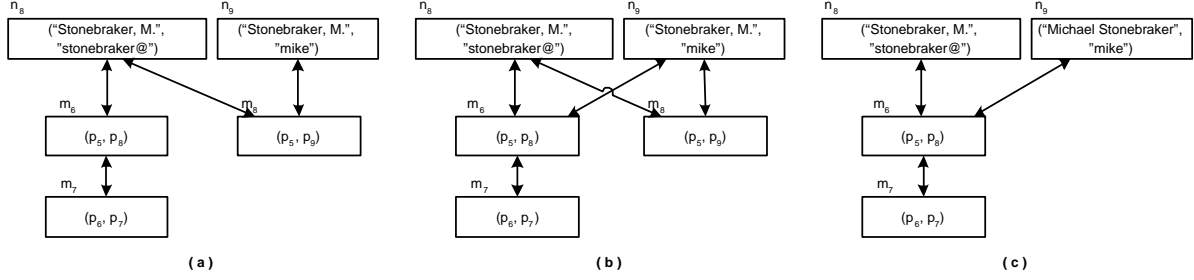 n8
n9
("Stonebraker, M.",
"stonebraker@")
("Stonebraker, M.",
"mike")
m6
m8
(p5, p8)
(p5, p9)
m7
(p6, p7)
( a )
n8
n9
("Stonebraker, M.",
"stonebraker@")
("Stonebraker, M.",
"mike")
m6
m8
(p5, p8)
(p5, p9)
m7
(p6, p7)
( b )
n8
n9
("Stonebraker, M.",
"stonebraker@")
("Michael Stonebraker",
"mike")
m6
(p5, p8)
m7
(p6, p7)
( c )